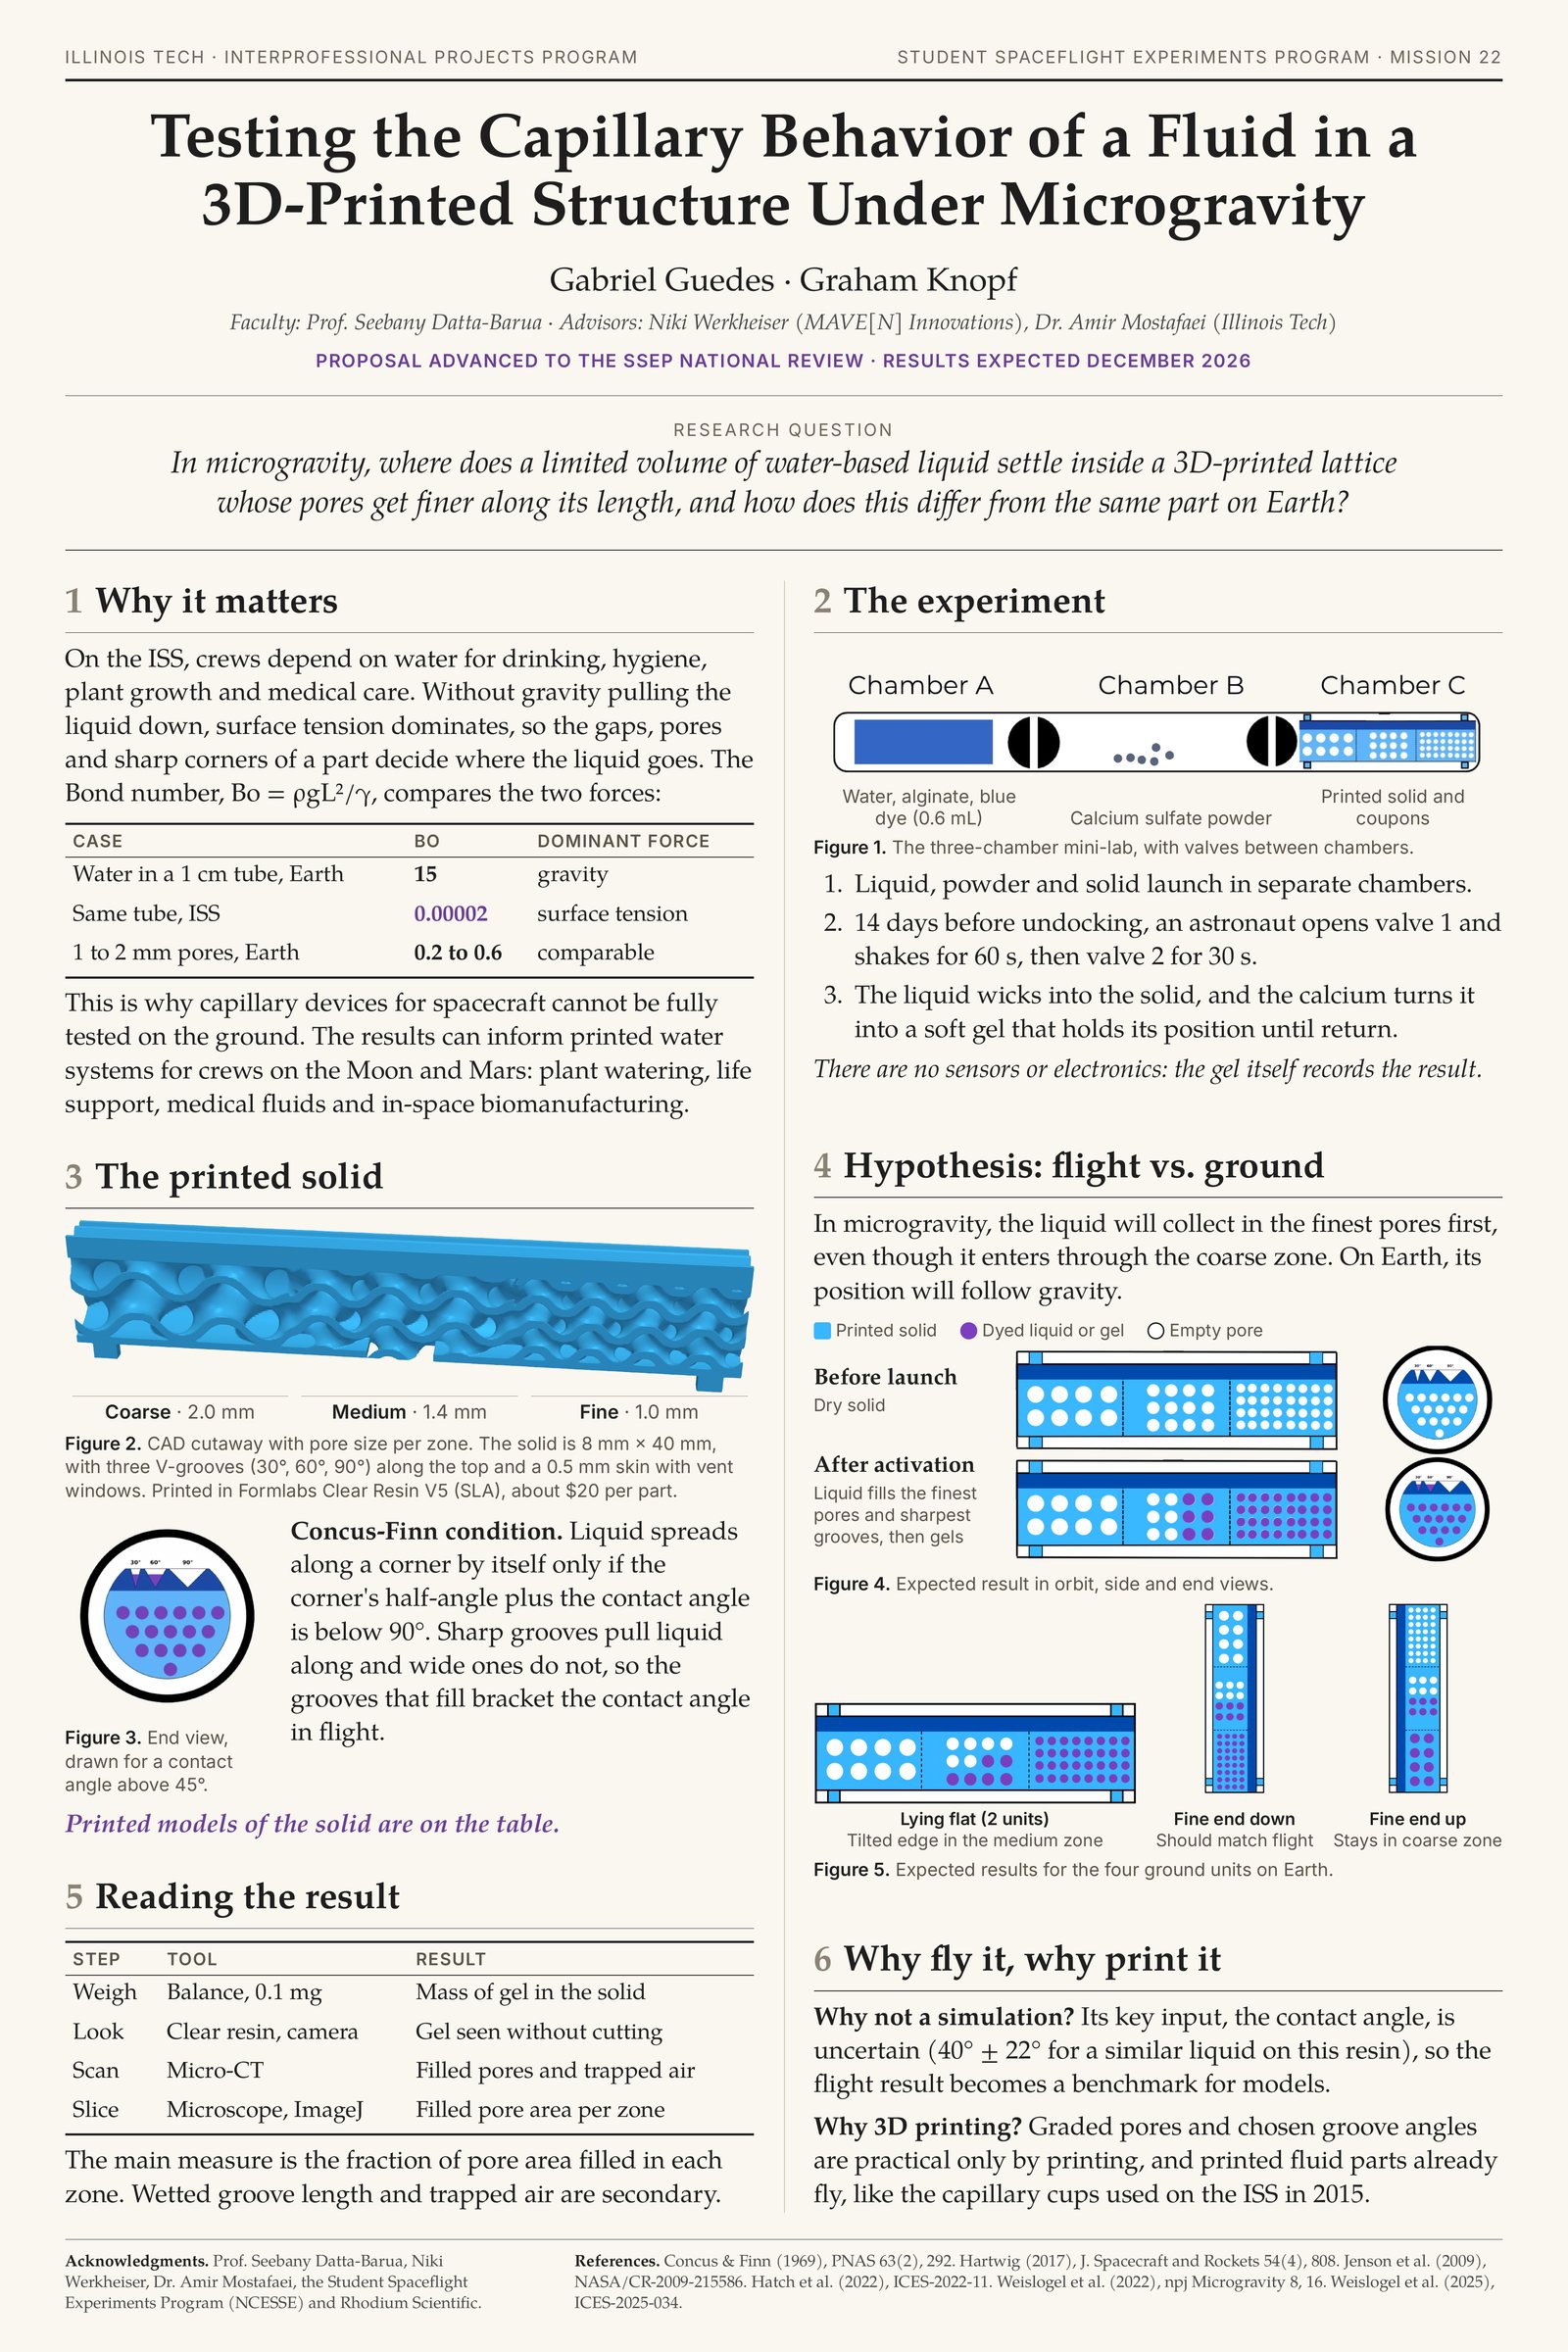 ILLINOIS TECH · INTERPROFESSIONAL PROJECTS PROGRAM
STUDENT SPACEFLIGHT EXPERIMENTS PROGRAM · MISSION 22
Testing the Capillary Behavior of a Fluid in a
3D-Printed Structure Under Microgravity
Gabriel Guedes · Graham Knopf
Faculty: Prof. Seebany Datta-Barua · Advisors: Niki Werkheiser (MAVE[N] Innovations), Dr. Amir Mostafaei (Illinois Tech)
PROPOSAL ADVANCED TO THE SSEP NATIONAL REVIEW · RESULTS EXPECTED DECEMBER 2026
RESEARCH QUESTION
In microgravity, where does a limited volume of water-based liquid settle inside a 3D-printed lattice
whose pores get finer along its length, and how does this differ from the same part on Earth?
1 Why it matters
On the ISS, crews depend on water for drinking, hygiene,
plant growth and medical care. Without gravity pulling the
liquid down, surface tension dominates, so the gaps, pores
and sharp corners of a part decide where the liquid goes. The
Bond number, Bo = ρgL²/γ, compares the two forces:
CASE BO DOMINANT FORCE
Water in a 1 cm tube, Earth 15 gravity
Same tube, ISS 0.00002 surface tension
1 to 2 mm pores, Earth 0.2 to 0.6 comparable
This is why capillary devices for spacecraft cannot be fully
tested on the ground. The results can inform printed water
systems for crews on the Moon and Mars: plant watering, life
support, medical fluids and in-space biomanufacturing.
2 The experiment
Chamber A Chamber B Chamber C
Water, alginate, blue
dye (0.6 mL)
Calcium sulfate powder
Printed solid and
coupons
Figure 1. The three-chamber mini-lab, with valves between chambers.
1. Liquid, powder and solid launch in separate chambers.
2. 14 days before undocking, an astronaut opens valve 1 and
shakes for 60 s, then valve 2 for 30 s.
3. The liquid wicks into the solid, and the calcium turns it
into a soft gel that holds its position until return.
There are no sensors or electronics: the gel itself records the result.
3 The printed solid
Coarse · 2.0 mm Medium · 1.4 mm Fine · 1.0 mm
Figure 2. CAD cutaway with pore size per zone. The solid is 8 mm × 40 mm,
with three V-grooves (30°, 60°, 90°) along the top and a 0.5 mm skin with vent
windows. Printed in Formlabs Clear Resin V5 (SLA), about $20 per part.
30° 60° 90°
Figure 3. End view,
drawn for a contact
angle above 45°.
Concus-Finn condition. Liquid spreads
along a corner by itself only if the
corner's half-angle plus the contact angle
is below 90°. Sharp grooves pull liquid
along and wide ones do not, so the
grooves that fill bracket the contact angle
in flight.
Printed models of the solid are on the table.
4 Hypothesis: flight vs. ground
In microgravity, the liquid will collect in the finest pores first,
even though it enters through the coarse zone. On Earth, its
position will follow gravity.
Printed solid Dyed liquid or gel Empty pore
Before launch
Dry solid
30° 60° 90°
After activation
Liquid fills the finest
pores and sharpest
grooves, then gels
30° 60° 90°
Figure 4. Expected result in orbit, side and end views.
Lying flat (2 units)
Tilted edge in the medium zone
Fine end down
Should match flight
Fine end up
Stays in coarse zone
Figure 5. Expected results for the four ground units on Earth.
5 Reading the result
STEP TOOL RESULT
Weigh Balance, 0.1 mg Mass of gel in the solid
Look Clear resin, camera Gel seen without cutting
Scan Micro-CT Filled pores and trapped air
Slice Microscope, ImageJ Filled pore area per zone
The main measure is the fraction of pore area filled in each
zone. Wetted groove length and trapped air are secondary.
6 Why fly it, why print it
Why not a simulation? Its key input, the contact angle, is
uncertain (40° ± 22° for a similar liquid on this resin), so the
flight result becomes a benchmark for models.
Why 3D printing? Graded pores and chosen groove angles
are practical only by printing, and printed fluid parts already
fly, like the capillary cups used on the ISS in 2015.
Acknowledgments. Prof. Seebany Datta-Barua, Niki
Werkheiser, Dr. Amir Mostafaei, the Student Spaceflight
Experiments Program (NCESSE) and Rhodium Scientific.
References. Concus & Finn (1969), PNAS 63(2), 292. Hartwig (2017), J. Spacecraft and Rockets 54(4), 808. Jenson et al. (2009),
NASA/CR-2009-215586. Hatch et al. (2022), ICES-2022-11. Weislogel et al. (2022), npj Microgravity 8, 16. Weislogel et al. (2025),
ICES-2025-034.